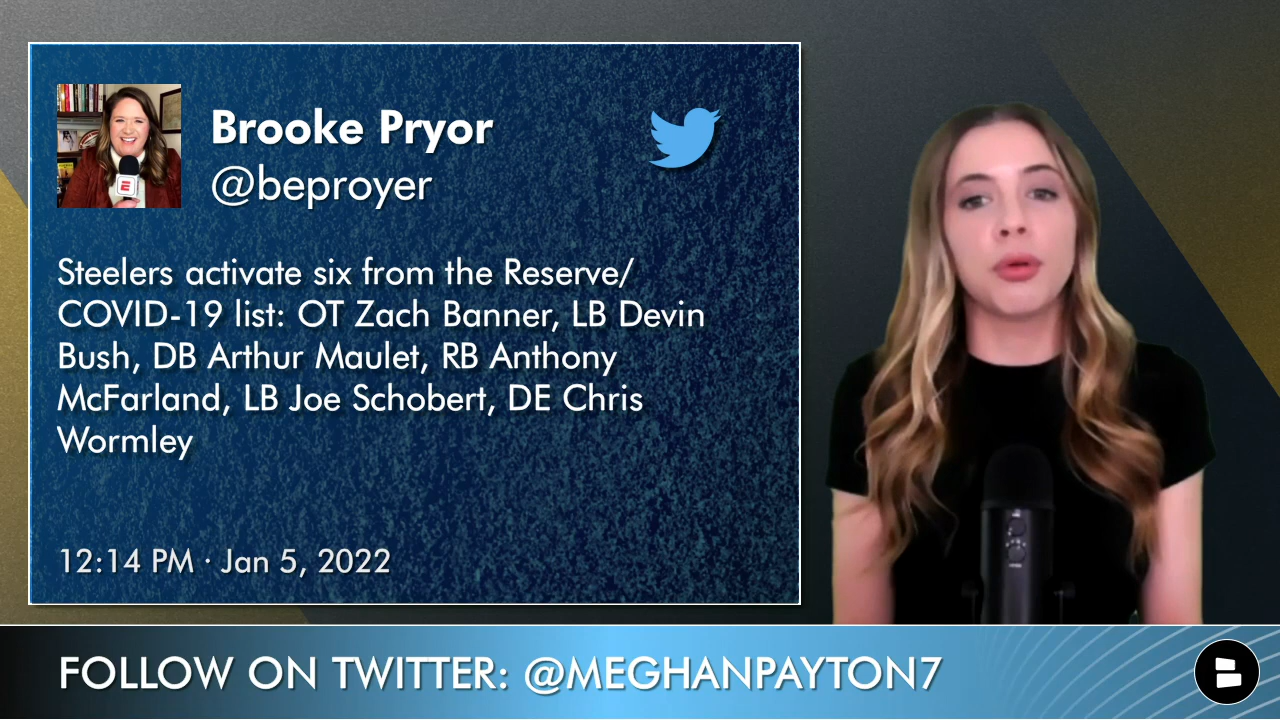 Brooke Pryor
@beproyer
Steelers activate six from the Reserve/
COVID-19 list: OT Zach Banner, LB Devin
Bush, DB Arthur Maulet, RB Anthony
McFarland, LB Joe Schobert, DE Chris
Wormley
12:14 PM · Jan 5, 2022
FOLLOW ON TWITTER: @MEGHANPAYTON7